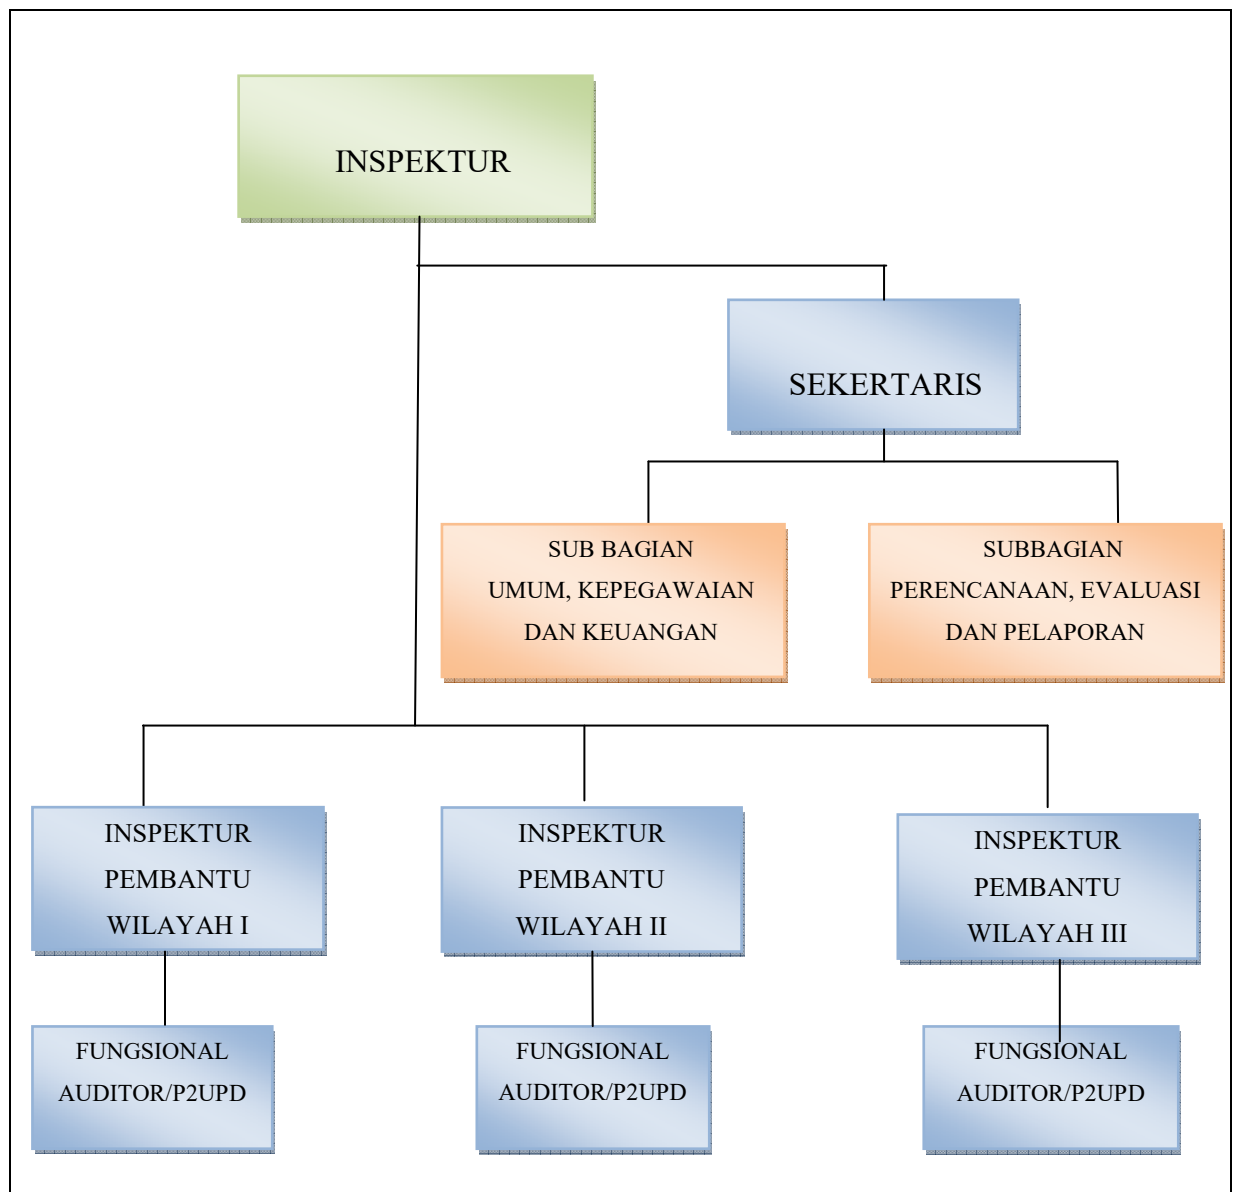 INSPEKTUR
SEKERTARIS
SUB BAGIAN
UMUM, KEPEGAWAIAN
DAN KEUANGAN
SUBBAGIAN
PERENCANAAN, EVALUASI
DAN PELAPORAN
INSPEKTUR
PEMBANTU
WILAYAH I
INSPEKTUR
PEMBANTU
WILAYAH II
INSPEKTUR
PEMBANTU
WILAYAH III
FUNGSIONAL
AUDITOR/P2UPD
FUNGSIONAL
AUDITOR/P2UPD
FUNGSIONAL
AUDITOR/P2UPD